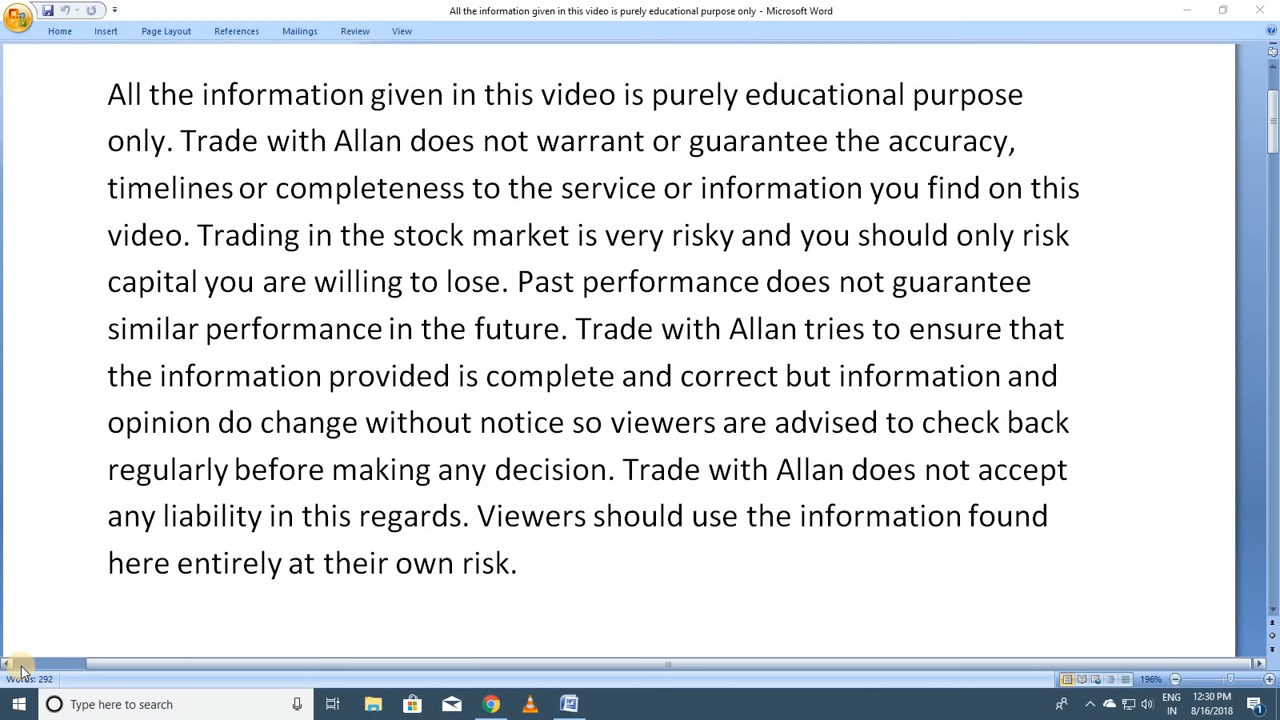 All the information given in this video is purely educational purpose only - Microsoft Word
Home Insert Page Layout References Mailings Review View
All the information given in this video is purely educational purpose
only. Trade with Allan does not warrant or guarantee the accuracy,
timelines or completeness to the service or information you find on this
video. Trading in the stock market is very risky and you should only risk
capital you are willing to lose. Past performance does not guarantee
similar performance in the future. Trade with Allan tries to ensure that
the information provided is complete and correct but information and
opinion do change without notice so viewers are advised to check back
regularly before making any decision. Trade with Allan does not accept
any liability in this regards. Viewers should use the information found
here entirely at their own risk.
Words: 292
196%
Type here to search
ENG
IN
12:30 PM
8/16/2018
1